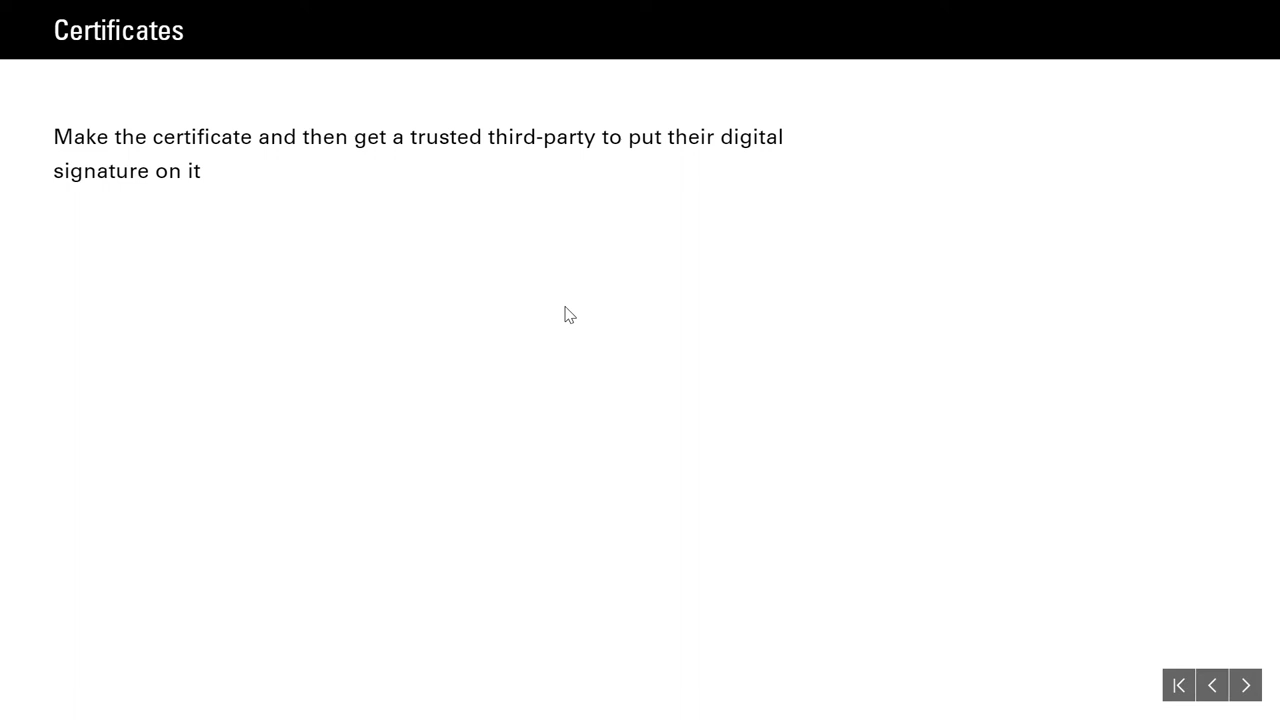 Certificates
Make the certificate and then get a trusted third-party to put their digital
signature on it